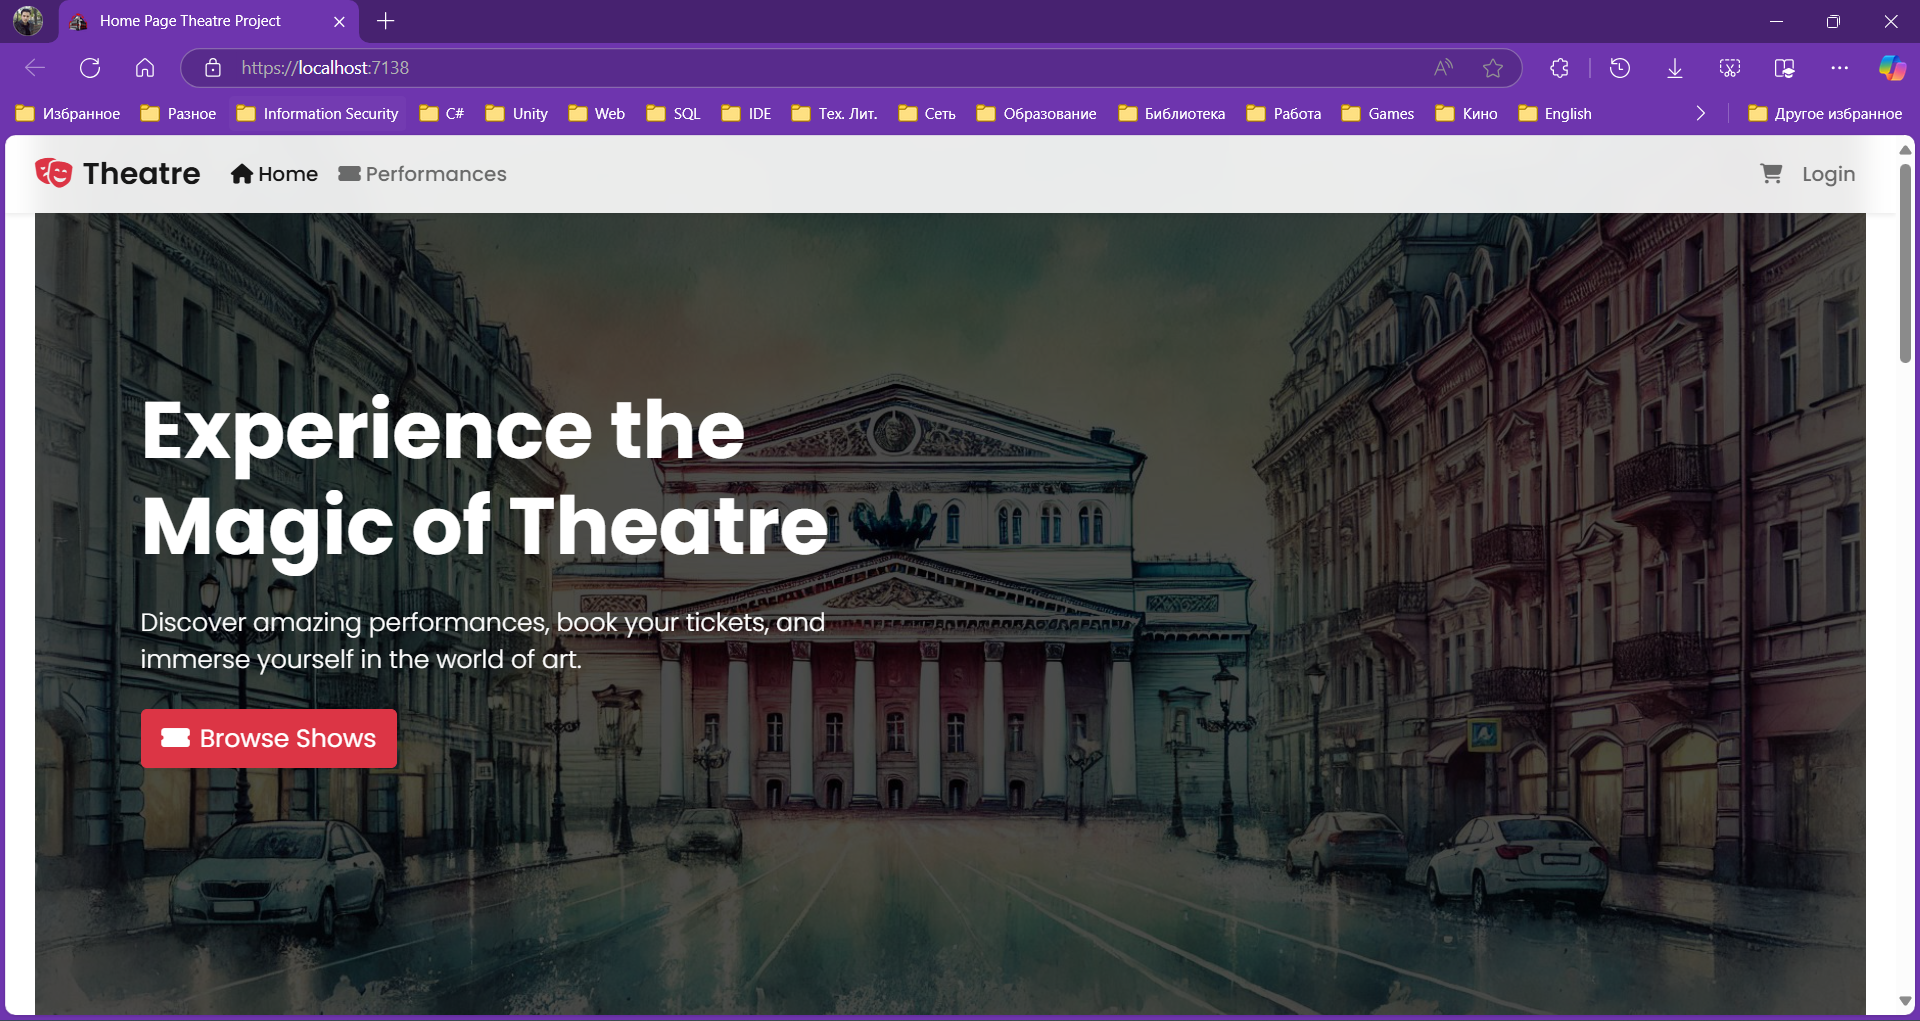 Home Page Theatre Project
https://localhost:7138
Избранное Разное Information Security C# Unity Web SQL IDE Тех. Лит. Сеть Образование Библиотека Работа Games Кино English Другое избранное
Theatre Home Performances Login
Experience the
Magic of Theatre
Discover amazing performances, book your tickets, and
immerse yourself in the world of art.
Browse Shows